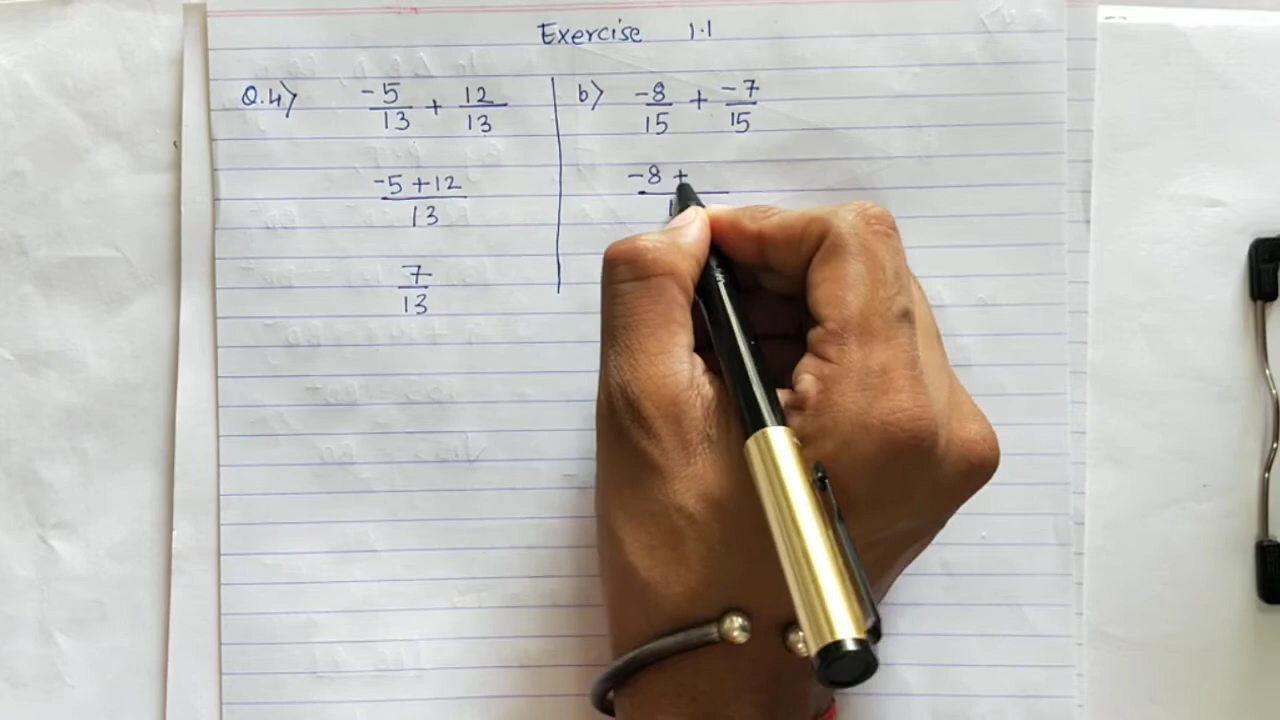 Exercise 1.1
Q.4) -5/13 + 12/13
-5 +12/13
7/13
b) -8/15 + -7/15
-8 +